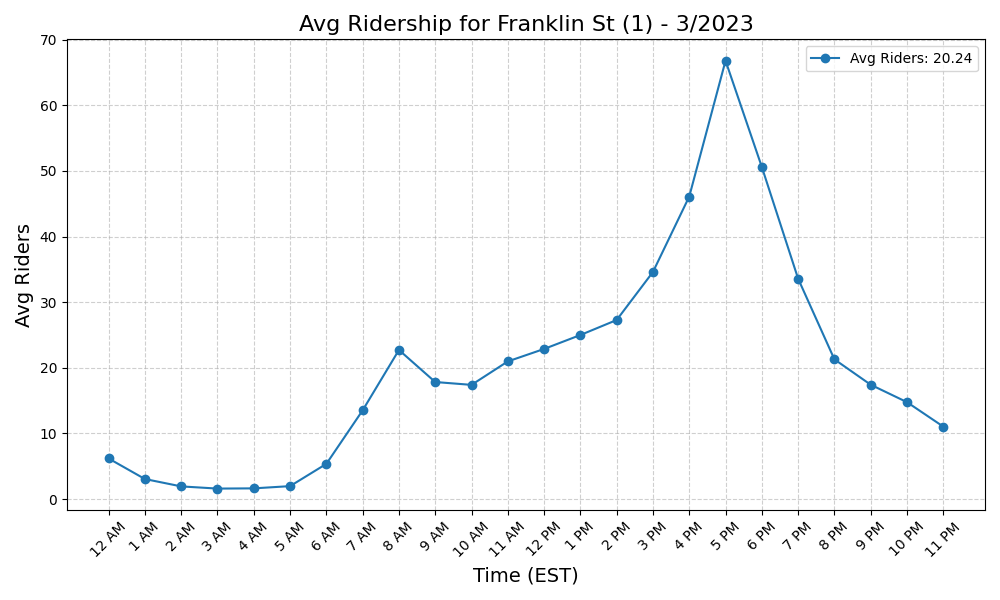 Avg Ridership for Franklin St (1) - 3/2023
Avg Riders: 20.24
Avg Riders
70
60
50
40
30
20
10
0
12 AM
1 AM
2 AM
3 AM
4 AM
5 AM
6 AM
7 AM
8 AM
9 AM
10 AM
11 AM
12 PM
1 PM
2 PM
3 PM
4 PM
5 PM
6 PM
7 PM
8 PM
9 PM
10 PM
11 PM
Time (EST)